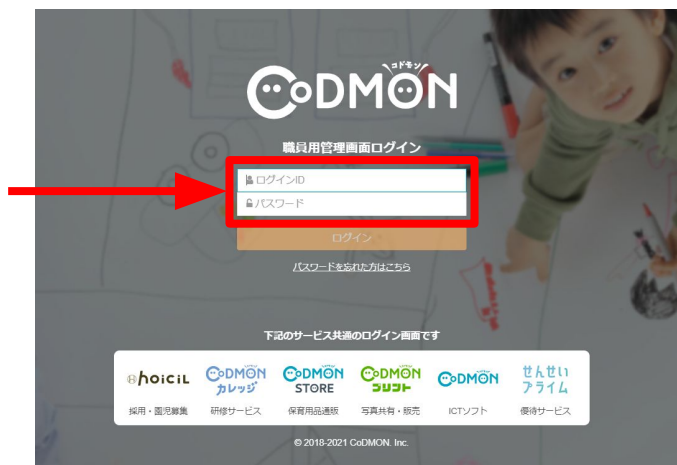 コドモン
CoDMON
職員用管理画面ログイン
ログインID
パスワード
ログイン
パスワードを忘れた方はこちら
下記のサービス共通のログイン画面です
hoiciL CoDMON カレッジ CoDMON STORE CoDMON プリント CoDMON せんせいプライム
採用・園児募集 研修サービス 保育用品通販 写真共有・販売 ICTソフト 優待サービス
© 2018-2021 CoDMON. Inc.